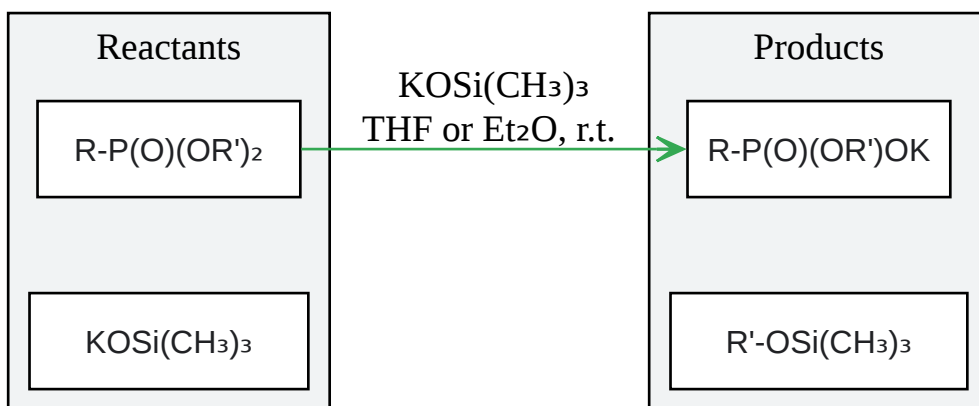 Reactants
R-P(O)(OR')₂
KOSi(CH₃)₃
KOSi(CH₃)₃
THF or Et₂O, r.t.
Products
R-P(O)(OR')OK
R'-OSi(CH₃)₃